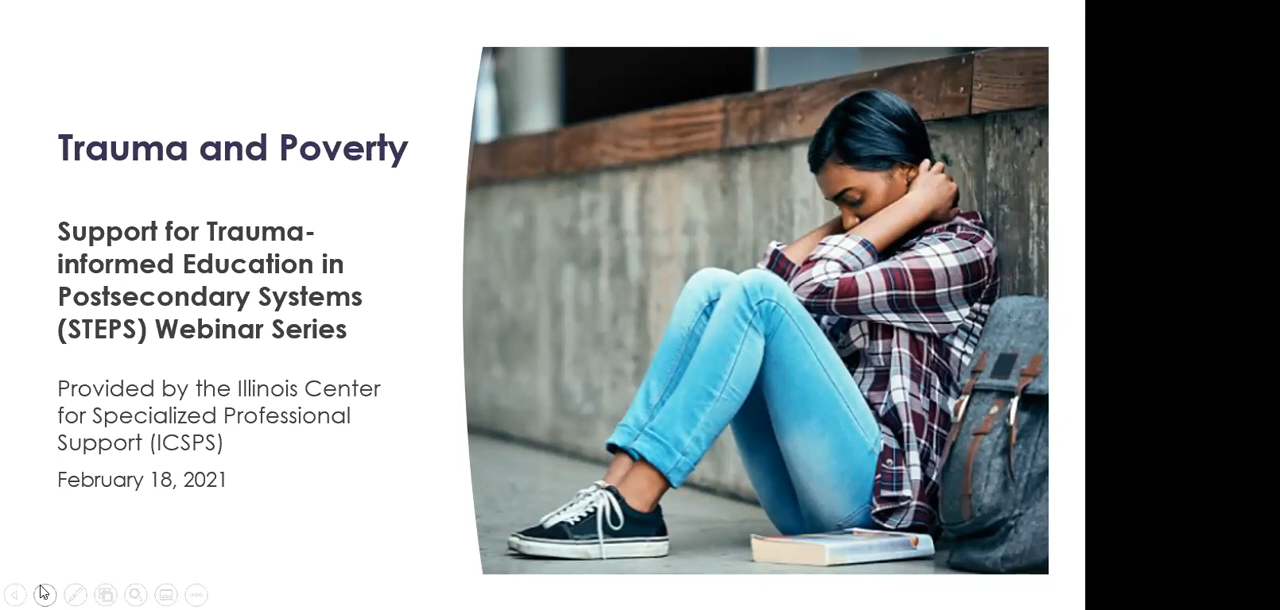 Trauma and Poverty
Support for Trauma-
informed Education in
Postsecondary Systems
(STEPS) Webinar Series
Provided by the Illinois Center
for Specialized Professional
Support (ICSPS)
February 18, 2021